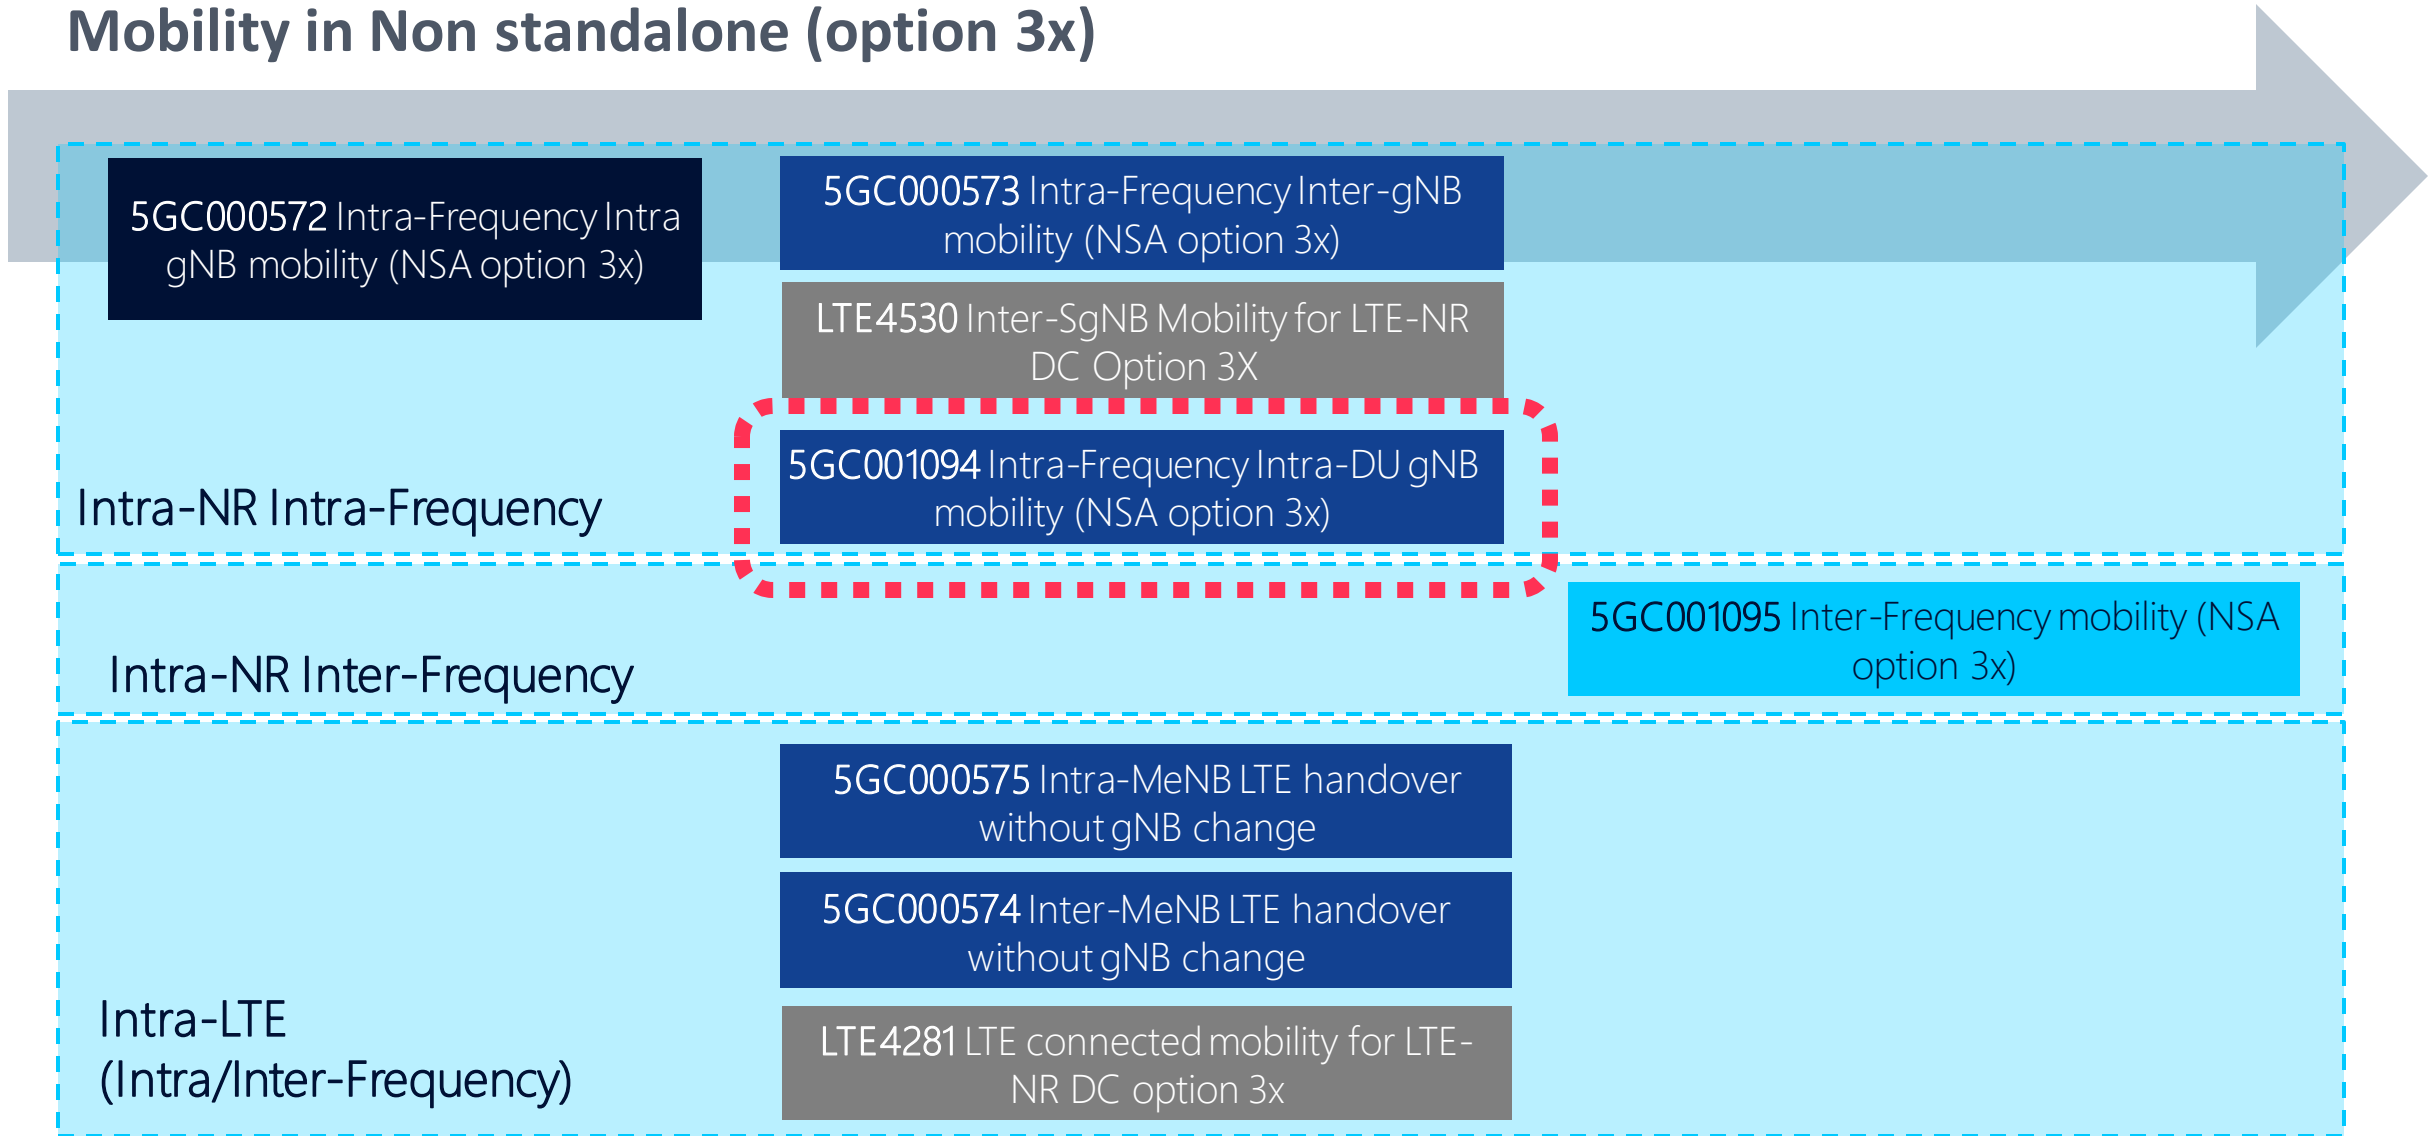 Mobility in Non standalone (option 3x)
5GC000572 Intra-Frequency Intra
gNB mobility (NSA option 3x)
5GC000573 Intra-Frequency Inter-gNB
mobility (NSA option 3x)
LTE4530 Inter-SgNB Mobility for LTE-NR
DC Option 3X
5GC001094 Intra-Frequency Intra-DU gNB
mobility (NSA option 3x)
Intra-NR Intra-Frequency
5GC001095 Inter-Frequency mobility (NSA
option 3x)
Intra-NR Inter-Frequency
5GC000575 Intra-MeNB LTE handover
without gNB change
5GC000574 Inter-MeNB LTE handover
without gNB change
LTE4281 LTE connected mobility for LTE-
NR DC option 3x
Intra-LTE
(Intra/Inter-Frequency)